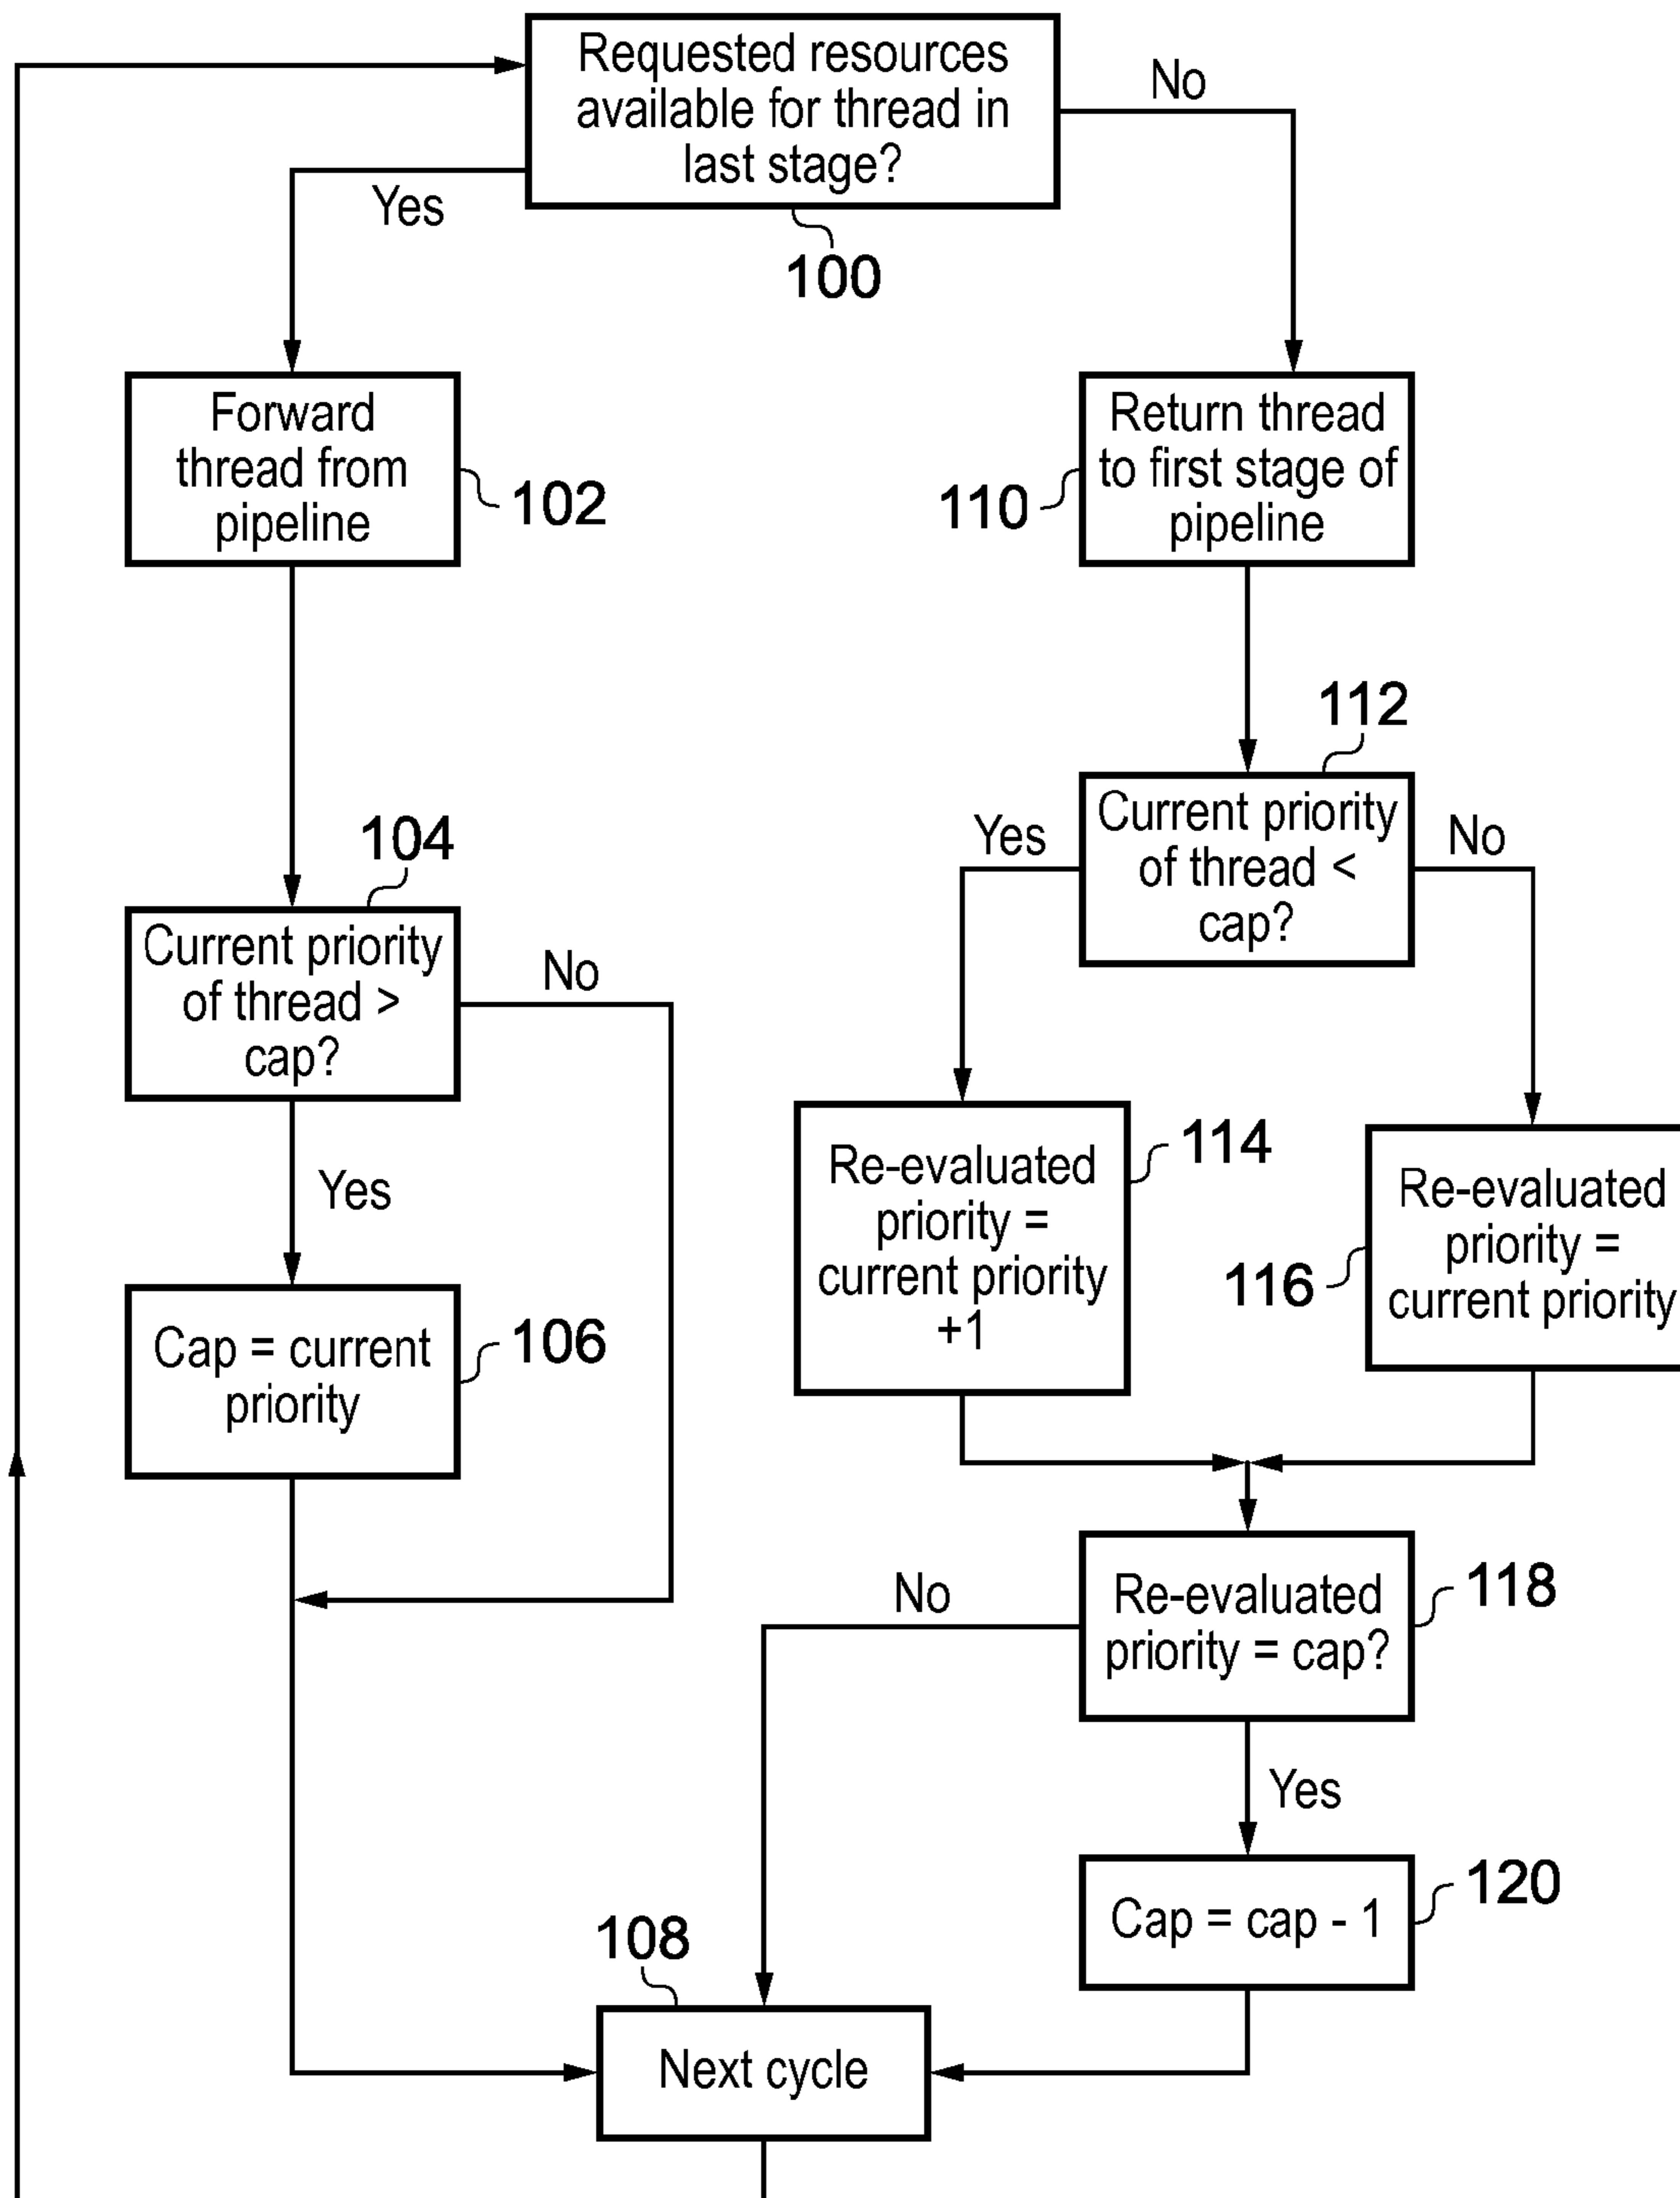 Requested resources
available for thread in
last stage?
No
Yes
100
Forward
thread from
pipeline
102
Return thread
to first stage of
pipeline
110
112
Current priority
of thread <
cap?
Yes
No
104
Current priority
of thread >
cap?
No
Yes
Re-evaluated
priority =
current priority
+1
114
Re-evaluated
priority =
current priority
116
Cap = current
priority
106
Re-evaluated
priority = cap?
118
No
Yes
Cap = cap - 1
120
108
Next cycle